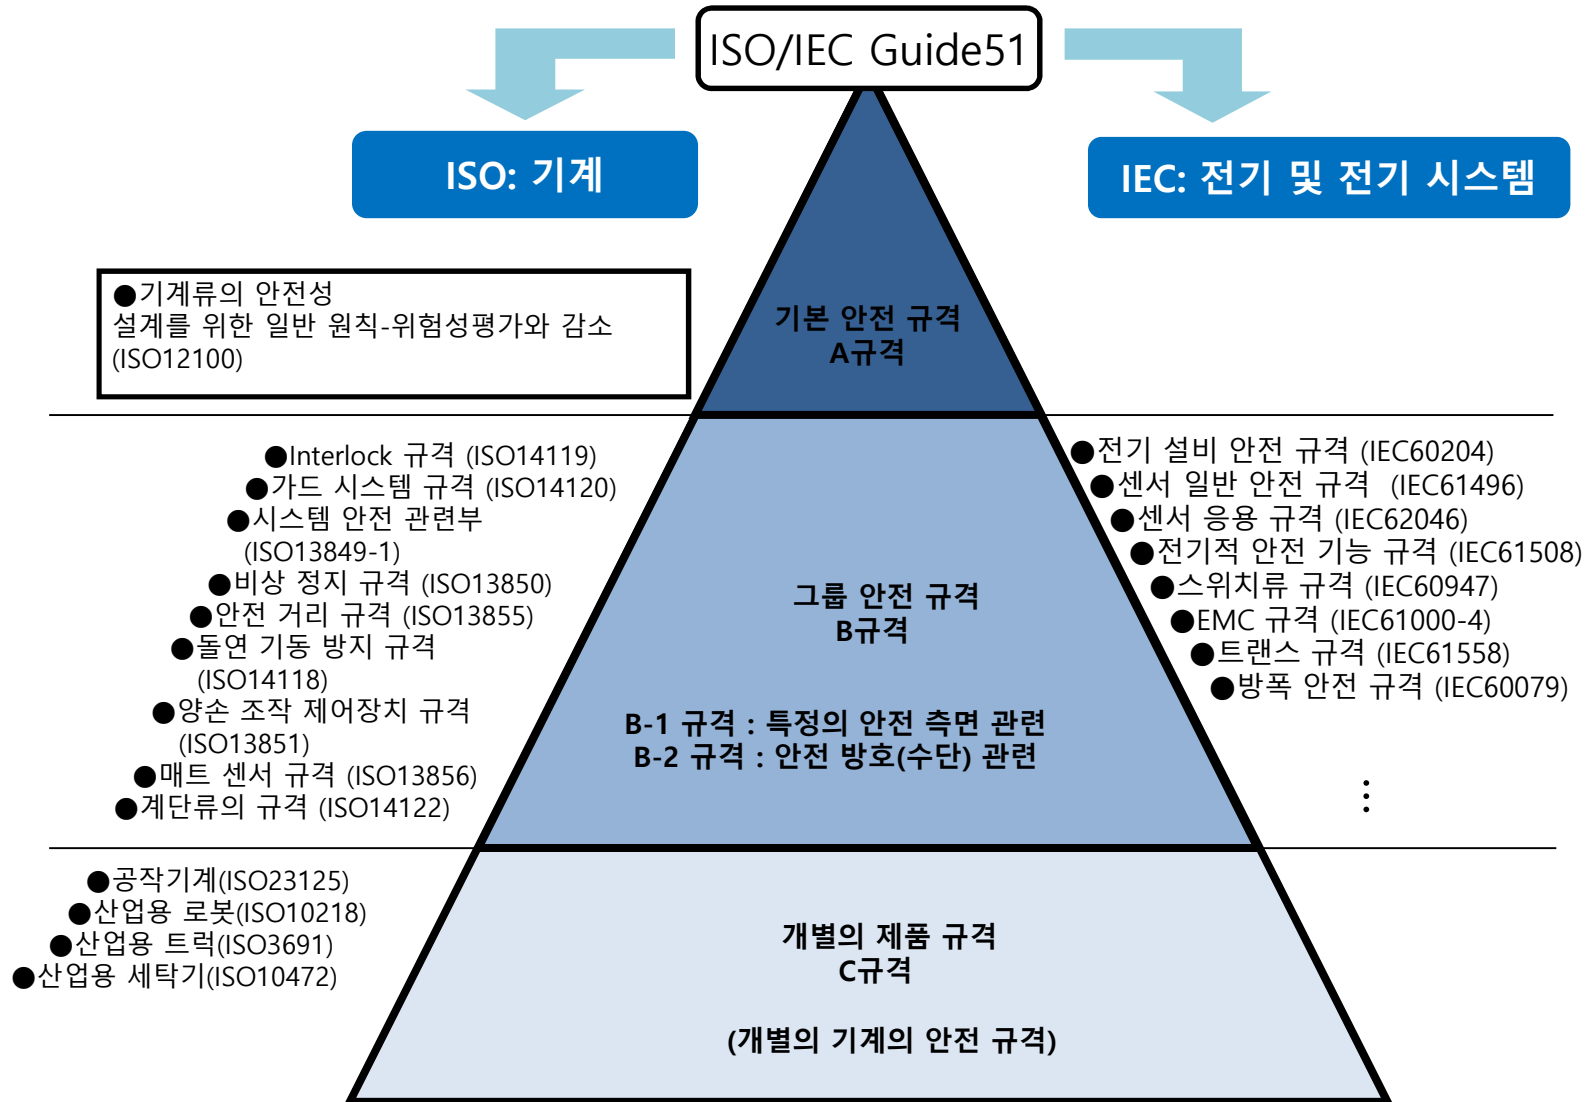 ISO/IEC Guide51
ISO: 기계
IEC: 전기 및 전기 시스템
●기계류의 안전성
설계를 위한 일반 원칙-위험성평가와 감소
(ISO12100)
기본 안전 규격
A규격
●Interlock 규격 (ISO14119)
●가드 시스템 규격 (ISO14120)
●시스템 안전 관련부
(ISO13849-1)
●비상 정지 규격 (ISO13850)
●안전 거리 규격 (ISO13855)
●돌연 기동 방지 규격
(ISO14118)
●양손 조작 제어장치 규격
(ISO13851)
●매트 센서 규격 (ISO13856)
●계단류의 규격 (ISO14122)
그룹 안전 규격
B규격
B-1 규격 : 특정의 안전 측면 관련
B-2 규격 : 안전 방호(수단) 관련
●전기 설비 안전 규격 (IEC60204)
●센서 일반 안전 규격 (IEC61496)
●센서 응용 규격 (IEC62046)
●전기적 안전 기능 규격 (IEC61508)
●스위치류 규격 (IEC60947)
●EMC 규격 (IEC61000-4)
●트랜스 규격 (IEC61558)
●방폭 안전 규격 (IEC60079)
⋮
●공작기계(ISO23125)
●산업용 로봇(ISO10218)
●산업용 트럭(ISO3691)
●산업용 세탁기(ISO10472)
개별의 제품 규격
C규격
(개별의 기계의 안전 규격)